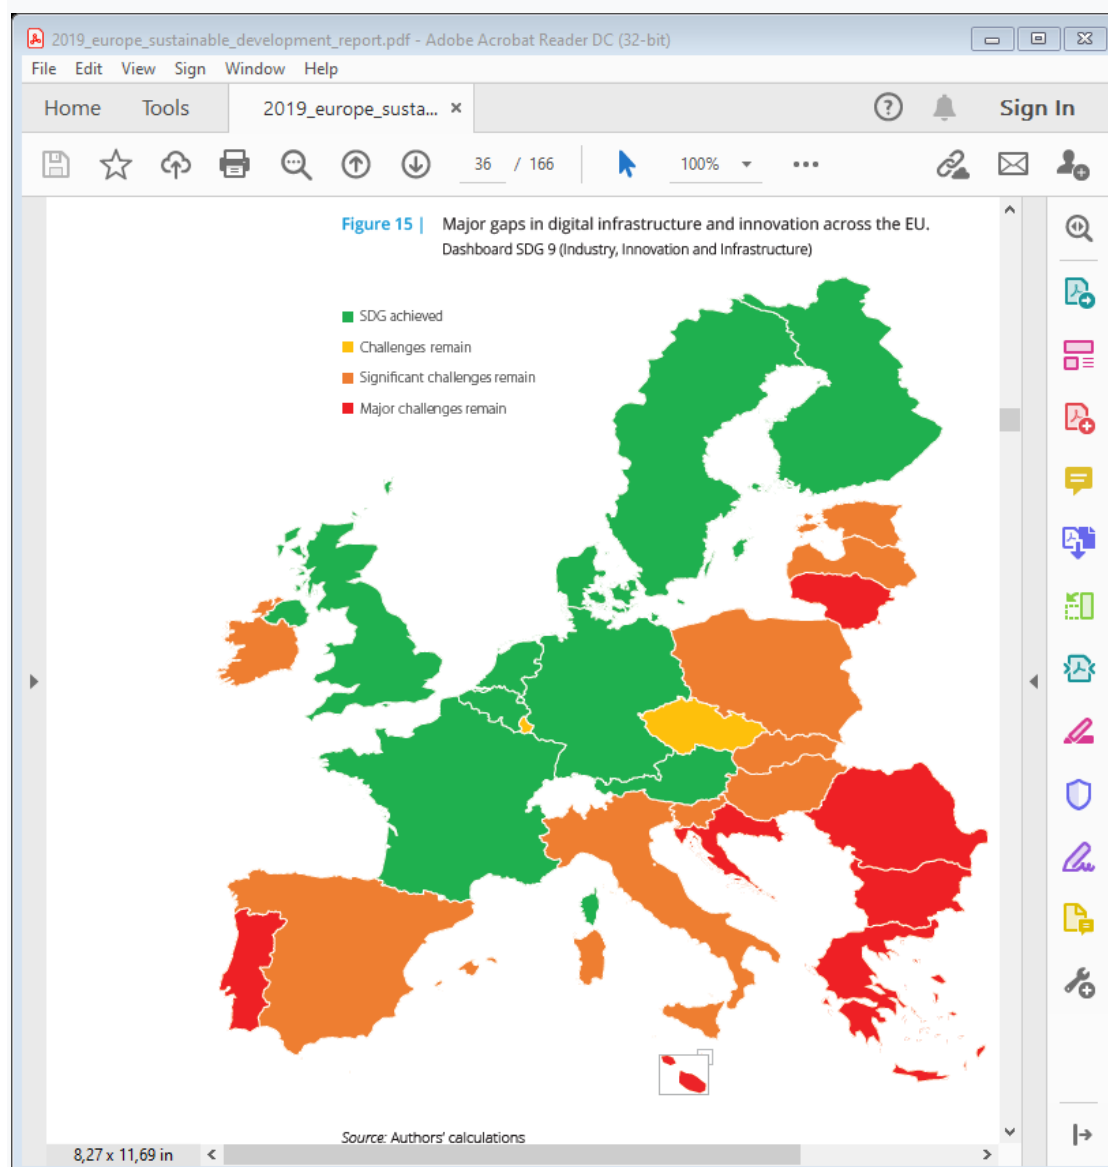 2019_europe_sustainable_development_report.pdf - Adobe Acrobat Reader DC (32-bit)
File Edit View Sign Window Help
Home Tools 2019_europe_susta... × ? Sign In
36 / 166 100%
Figure 15 | Major gaps in digital infrastructure and innovation across the EU.
Dashboard SDG 9 (Industry, Innovation and Infrastructure)
SDG achieved
Challenges remain
Significant challenges remain
Major challenges remain
Source: Authors' calculations
8,27 x 11,69 in